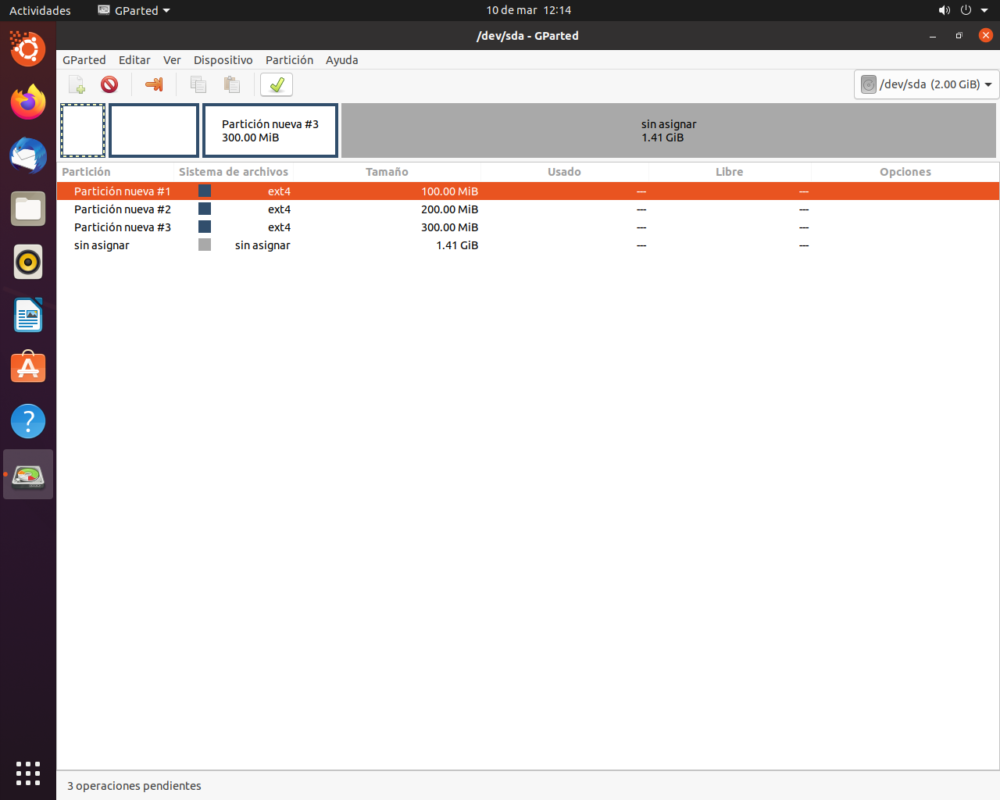 Actividades GParted 10 de mar 12:14
/dev/sda - GParted
GParted Editar Ver Dispositivo Partición Ayuda
/dev/sda (2.00 GiB)
Partición nueva #3
300.00 MiB
sin asignar
1.41 GiB
Partición Sistema de archivos Tamaño Usado Libre Opciones
Partición nueva #1 ext4 100.00 MiB --- ---
Partición nueva #2 ext4 200.00 MiB --- ---
Partición nueva #3 ext4 300.00 MiB --- ---
sin asignar sin asignar 1.41 GiB --- ---
3 operaciones pendientes